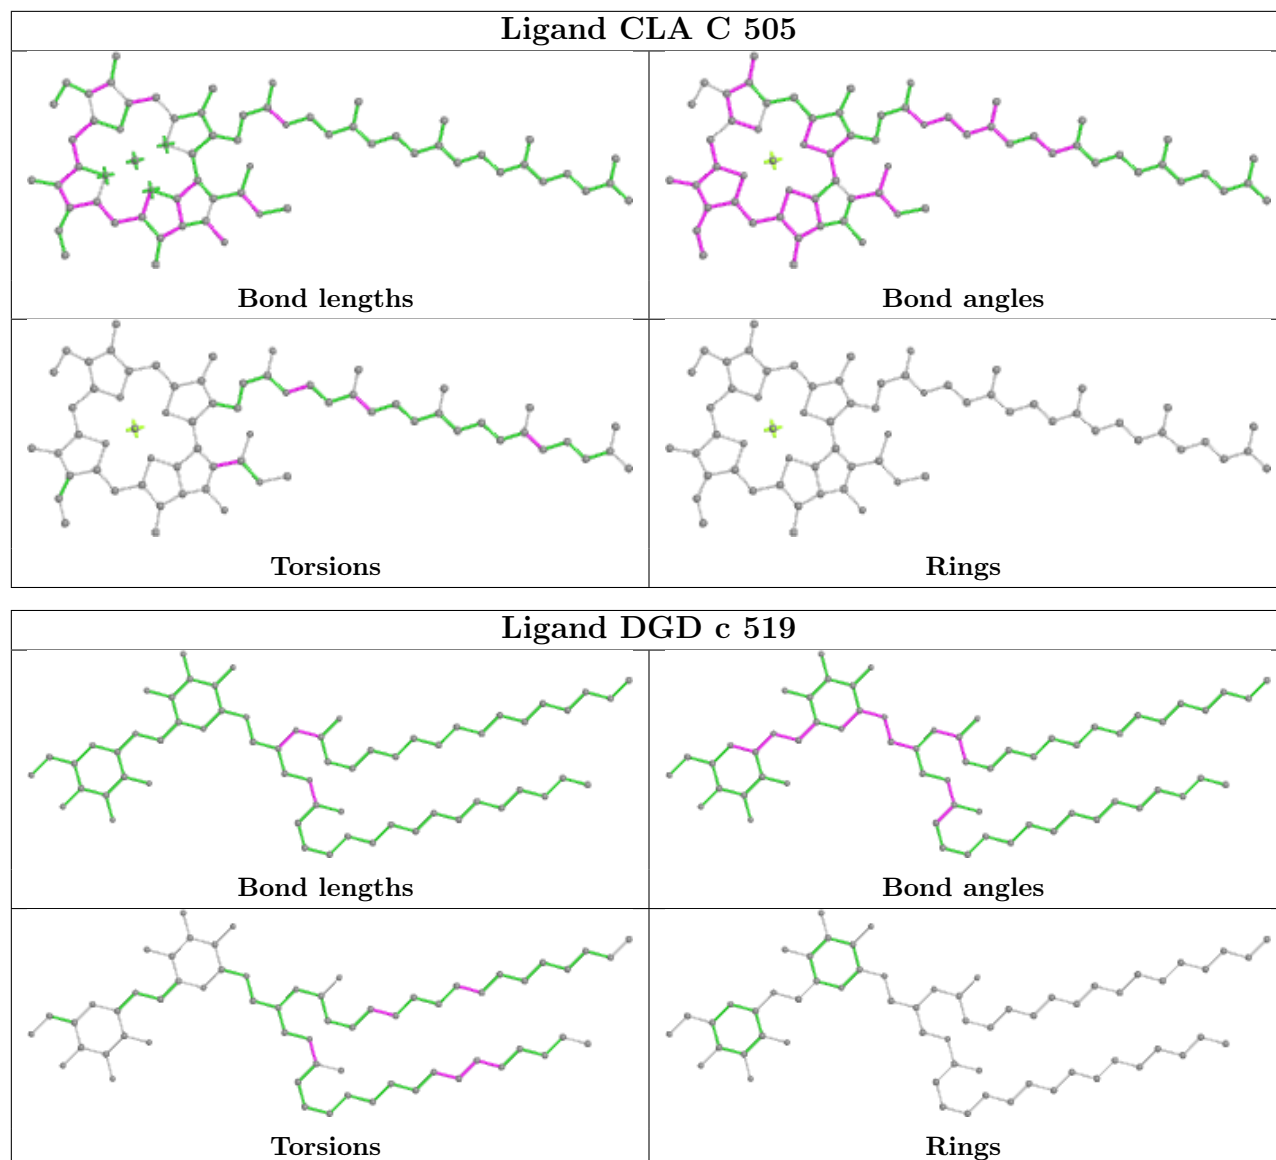 Ligand CLA C 505
Bond lengths
Bond angles
Torsions
Rings
Ligand DGD c 519
Bond lengths
Bond angles
Torsions
Rings